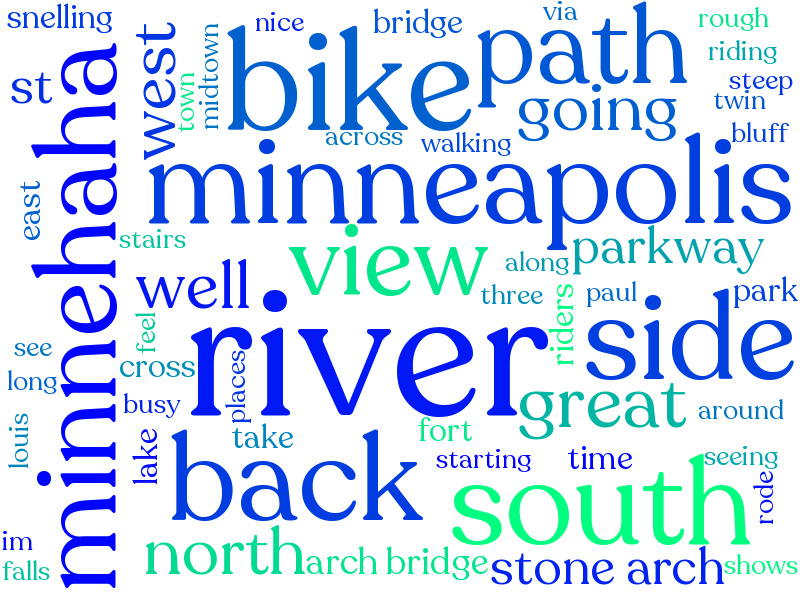 snelling
nice
bridge
via
rough
riding
steep
twin
bluff
st
west
town
midtown
bike
path
going
across
walking
minnehaha
minneapolis
east
stairs
view
parkway
along
well
three
riders
paul
park
see
feel
river
side
long
cross
places
busy
great
around
louis
lake
take
fort
back
starting
time
seeing
south
rode
im
falls
north
arch bridge
stone arch
shows